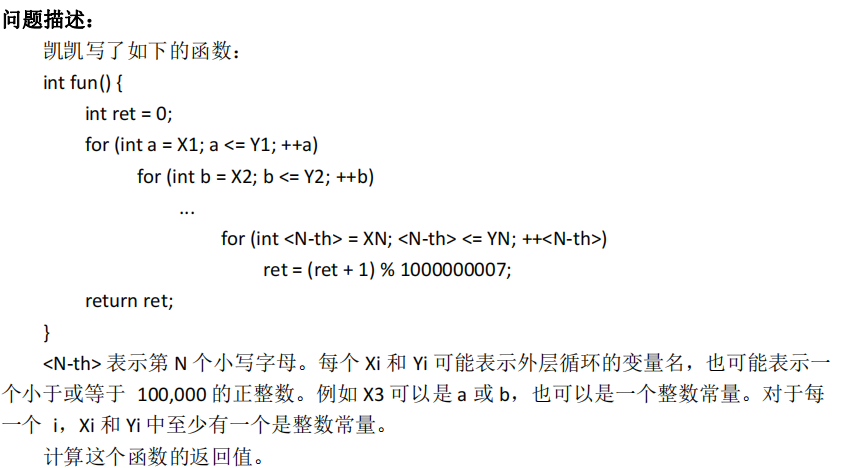 问题描述：
凯凯写了如下的函数：
int fun() {
int ret = 0;
for (int a = X1; a <= Y1; ++a)
for (int b = X2; b <= Y2; ++b)
...
for (int <N-th> = XN; <N-th> <= YN; ++<N-th>)
ret = (ret + 1) % 1000000007;
return ret;
}
<N-th> 表示第 N 个小写字母。每个 Xi 和 Yi 可能表示外层循环的变量名，也可能表示一
个小于或等于 100,000 的正整数。例如 X3 可以是 a 或 b，也可以是一个整数常量。对于每
一个 i，Xi 和 Yi 中至少有一个是整数常量。
计算这个函数的返回值。